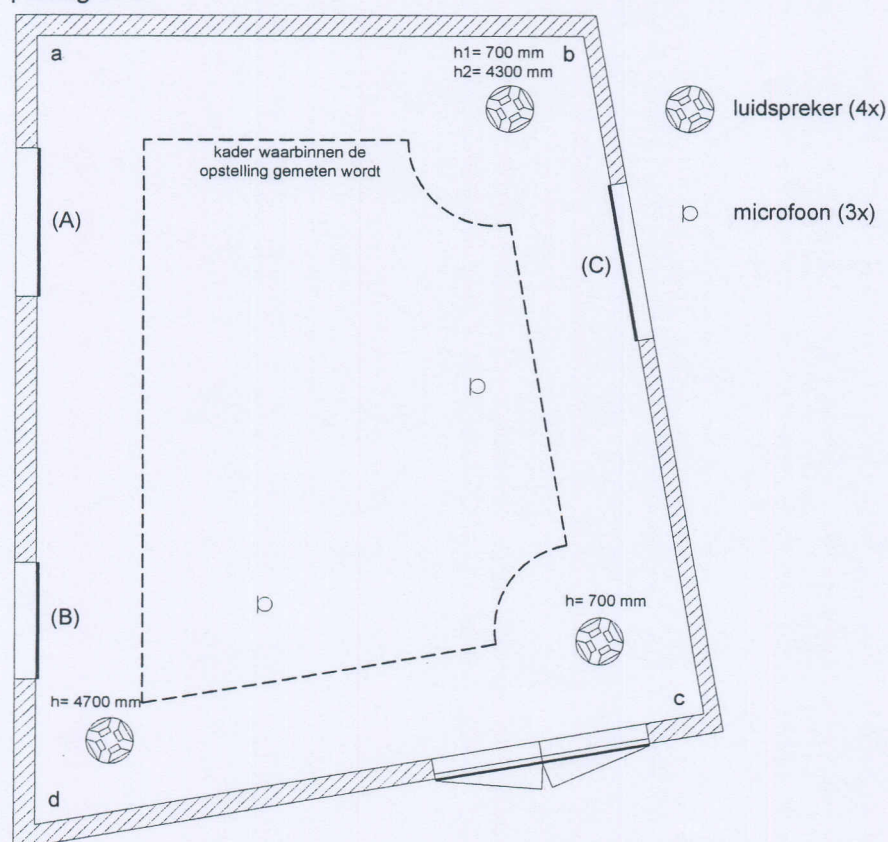 a
h1= 700 mm
h2= 4300 mm
b
luidspreker (4x)
kader waarbinnen de
opstelling gemeten wordt
(A)
microfoon (3x)
(C)
h= 700 mm
(B)
h= 4700 mm
c
d